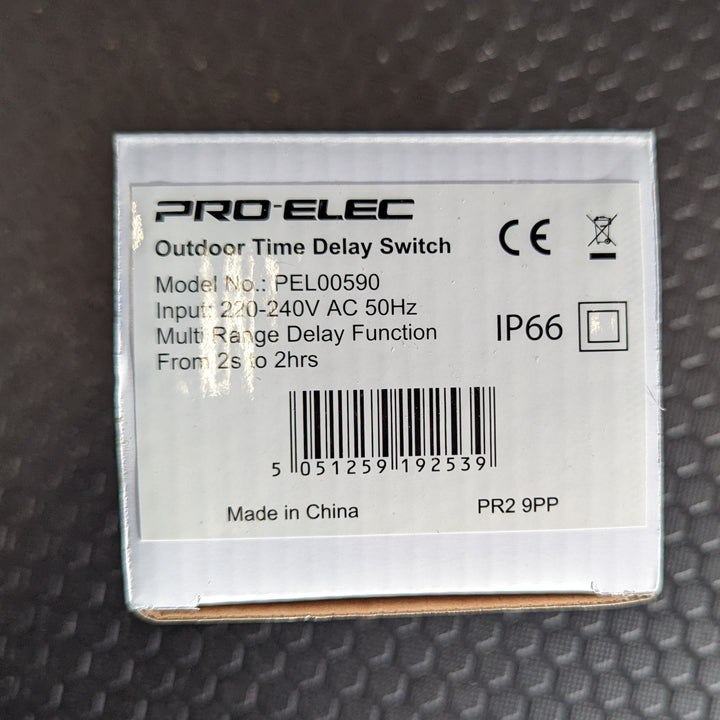 PRO-ELEC
Outdoor Time Delay Switch
CE
Model No.: PEL00590
Input: 220-240V AC 50Hz
Multi Range Delay Function
From 2s to 2hrs
IP66
5 051259 192539
Made in China
PR2 9PP